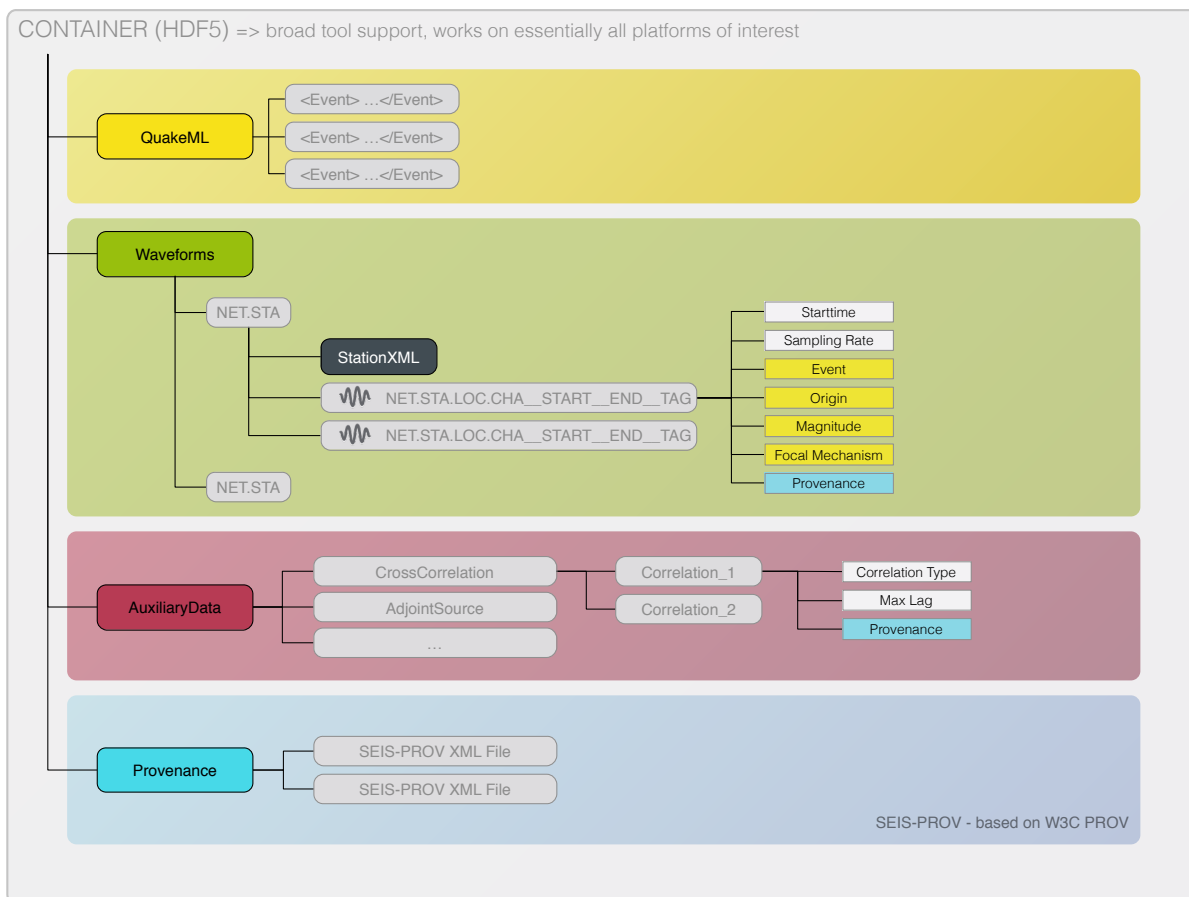 CONTAINER (HDF5) => broad tool support, works on essentially all platforms of interest
QuakeML
<Event> ...</Event>
<Event> ...</Event>
<Event> ...</Event>
Waveforms
NET.STA
StationXML
NET.STA.LOC.CHA__START__END__TAG
NET.STA.LOC.CHA__START__END__TAG
Starttime
Sampling Rate
Event
Origin
Magnitude
Focal Mechanism
Provenance
NET.STA
AuxiliaryData
CrossCorrelation
AdjointSource
...
Correlation_1
Correlation_2
Correlation Type
Max Lag
Provenance
Provenance
SEIS-PROV XML File
SEIS-PROV XML File
SEIS-PROV - based on W3C PROV